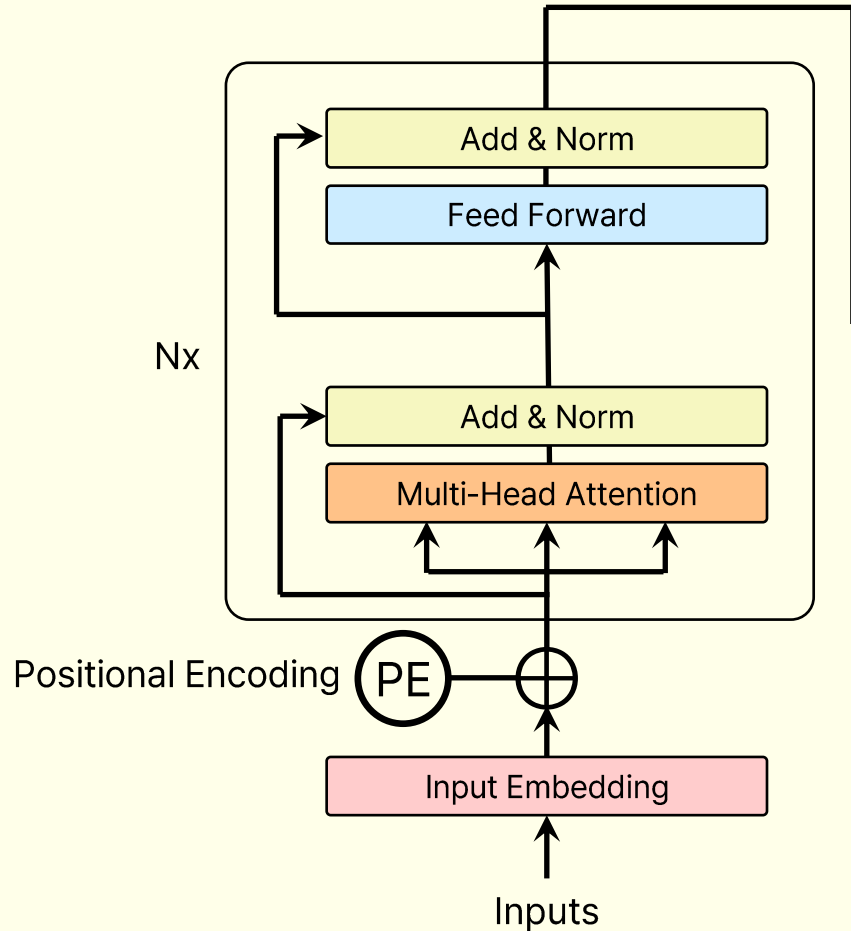 Add & Norm
Feed Forward
Nx
Add & Norm
Multi-Head Attention
Positional Encoding
PE
Input Embedding
Inputs